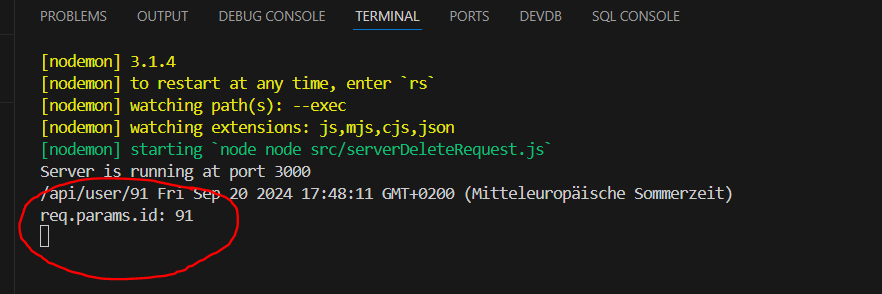 PROBLEMS OUTPUT DEBUG CONSOLE TERMINAL PORTS DEVDB SQL CONSOLE
[nodemon] 3.1.4
[nodemon] to restart at any time, enter `rs`
[nodemon] watching path(s): --exec
[nodemon] watching extensions: js,mjs,cjs,json
[nodemon] starting `node node src/serverDeleteRequest.js`
Server is running at port 3000
/api/user/91 Fri Sep 20 2024 17:48:11 GMT+0200 (Mitteleuropäische Sommerzeit)
req.params.id: 91